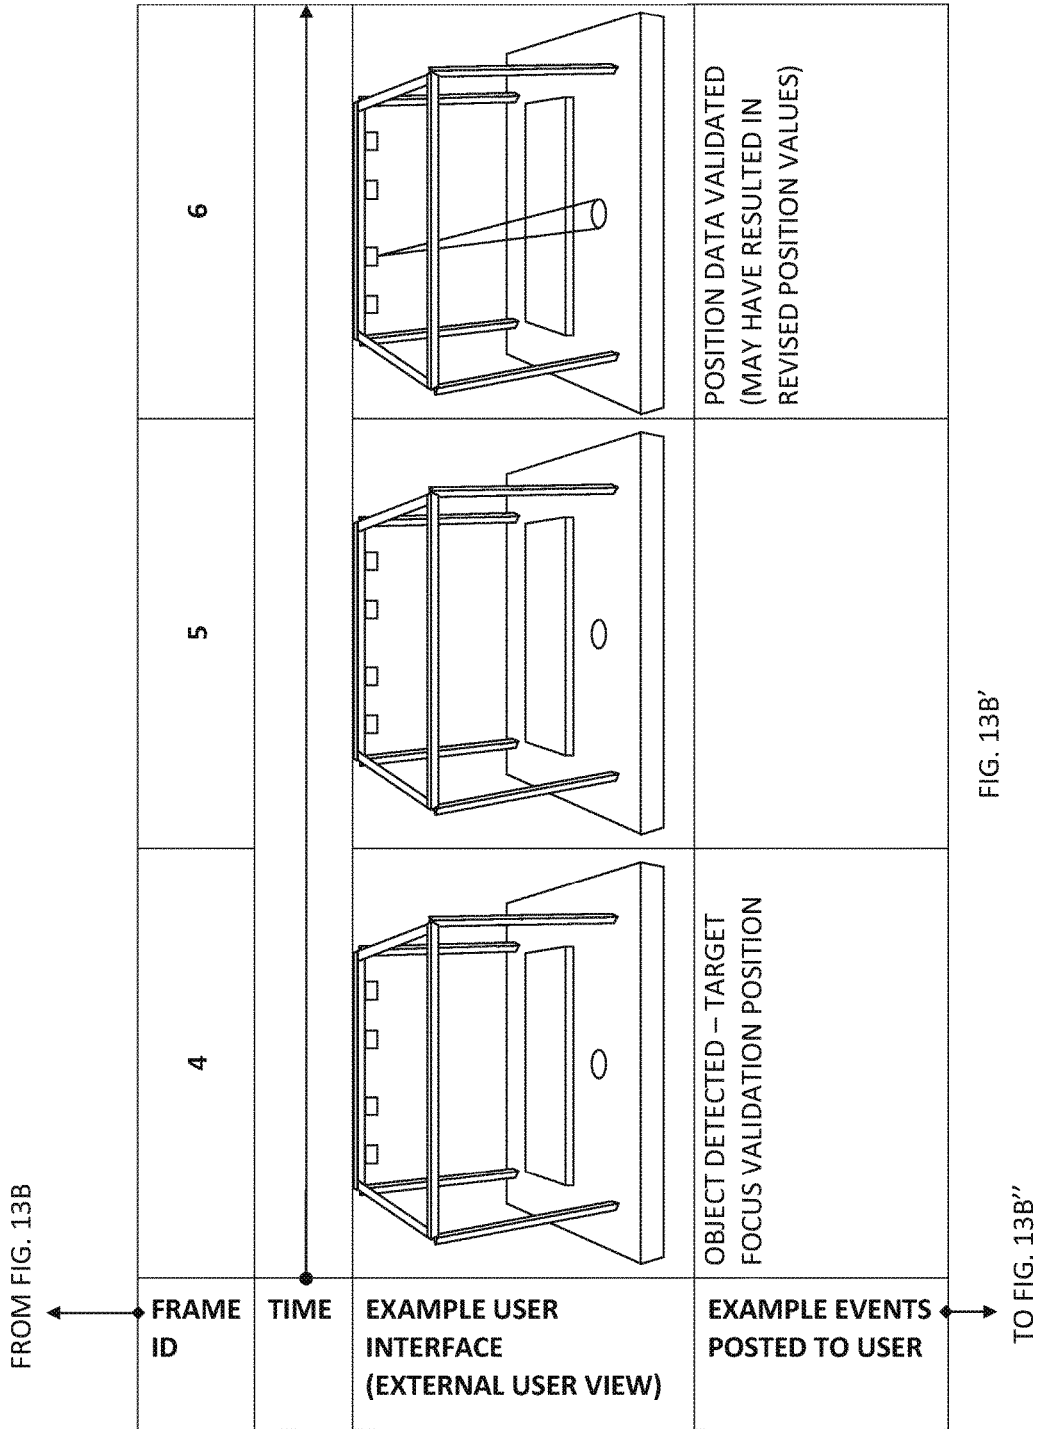 FROM FIG. 13B
FRAME
ID
4
5
6
TIME
EXAMPLE USER
INTERFACE
(EXTERNAL USER VIEW)
EXAMPLE EVENTS
POSTED TO USER
OBJECT DETECTED – TARGET
FOCUS VALIDATION POSITION
POSITION DATA VALIDATED
(MAY HAVE RESULTED IN
REVISED POSITION VALUES)
TO FIG. 13B''
FIG. 13B'